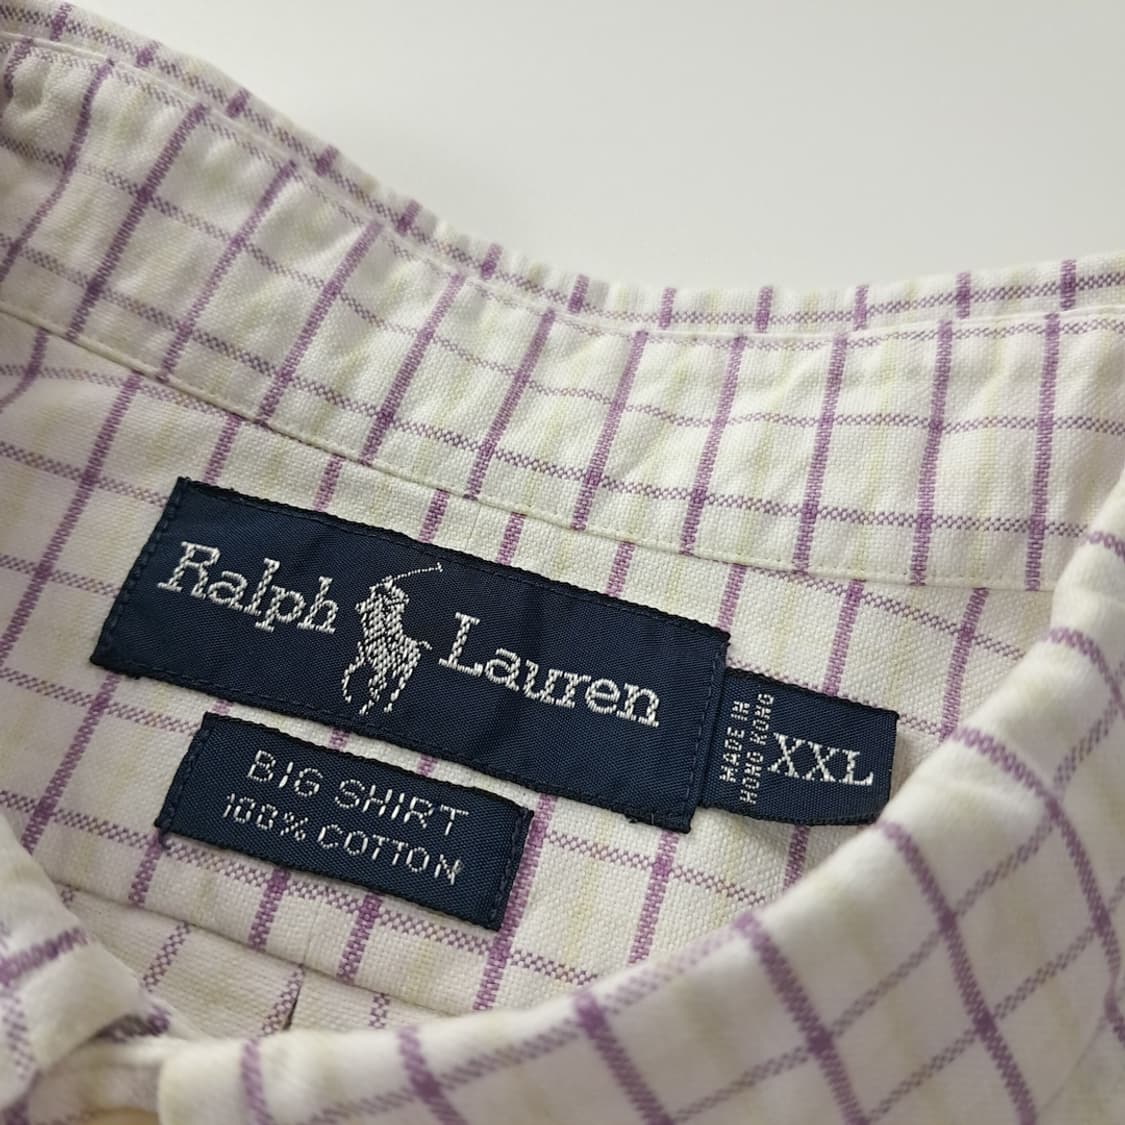 Ralph Lauren
MADE IN
HONG KONG
XXL
BIG SHIRT
100% COTTON